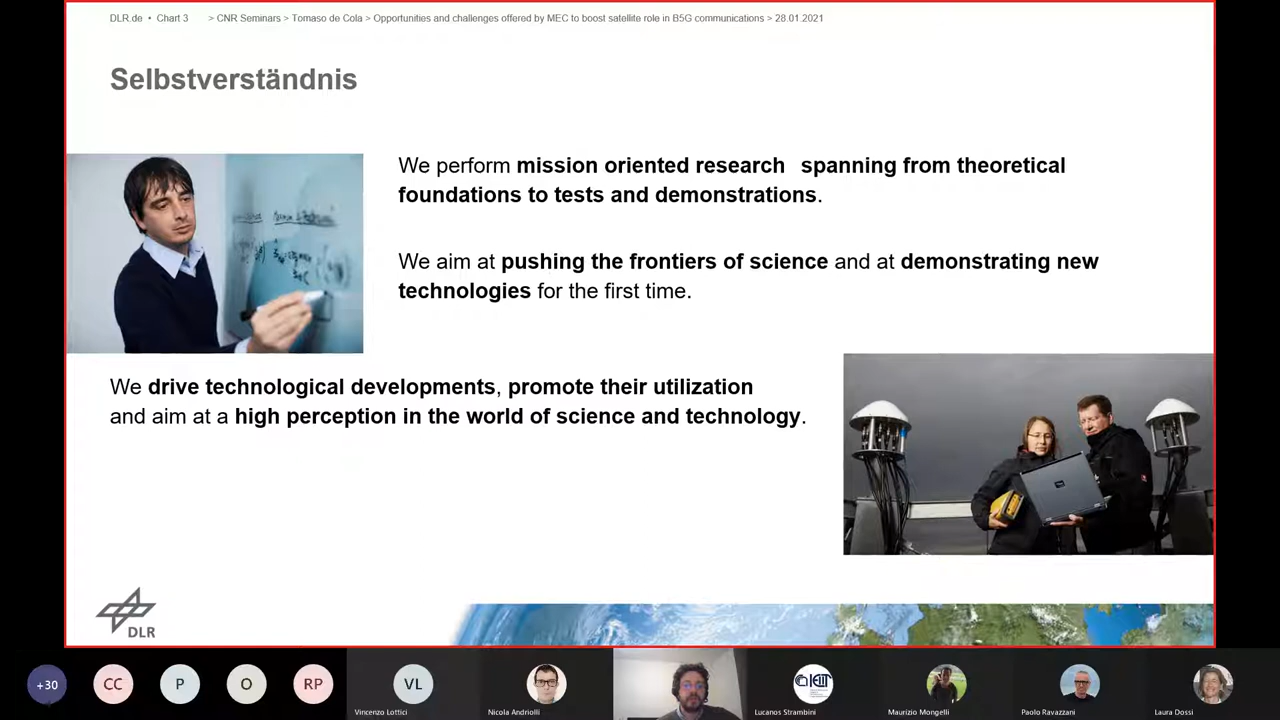 DLR.de • Chart 3 > CNR Seminars > Tomaso de Cola > Opportunities and challenges offered by MEC to boost satellite role in B5G communications > 28.01.2021
Selbstverständnis
We perform mission oriented research spanning from theoretical
foundations to tests and demonstrations.
We aim at pushing the frontiers of science and at demonstrating new
technologies for the first time.
We drive technological developments, promote their utilization
and aim at a high perception in the world of science and technology.
DLR
+30
CC
P
O
RP
VL
Vincenzo Lottici
Nicola Andriolli
IEIIT
Lucanos Strambini
Maurizio Mongelli
Paolo Ravazzani
Laura Dossi